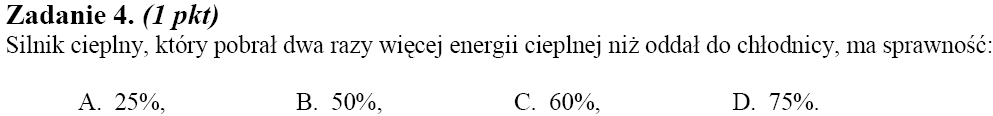 Zadanie 4. (1 pkt)
Silnik cieplny, który pobrał dwa razy więcej energii cieplnej niż oddał do chłodnicy, ma sprawność:
A. 25%, B. 50%, C. 60%, D. 75%.